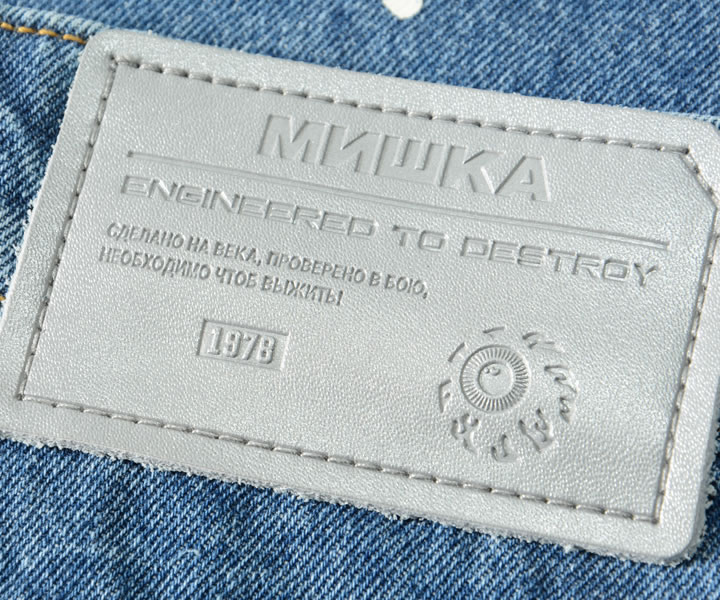 МИШКА
ENGINEERED TO DESTROY
СДЕЛАНО НА ВЕКА, ПРОВЕРЕНО В БОЮ,
НЕОБХОДИМО ЧТОБ ВЫЖИТЬ!
1978